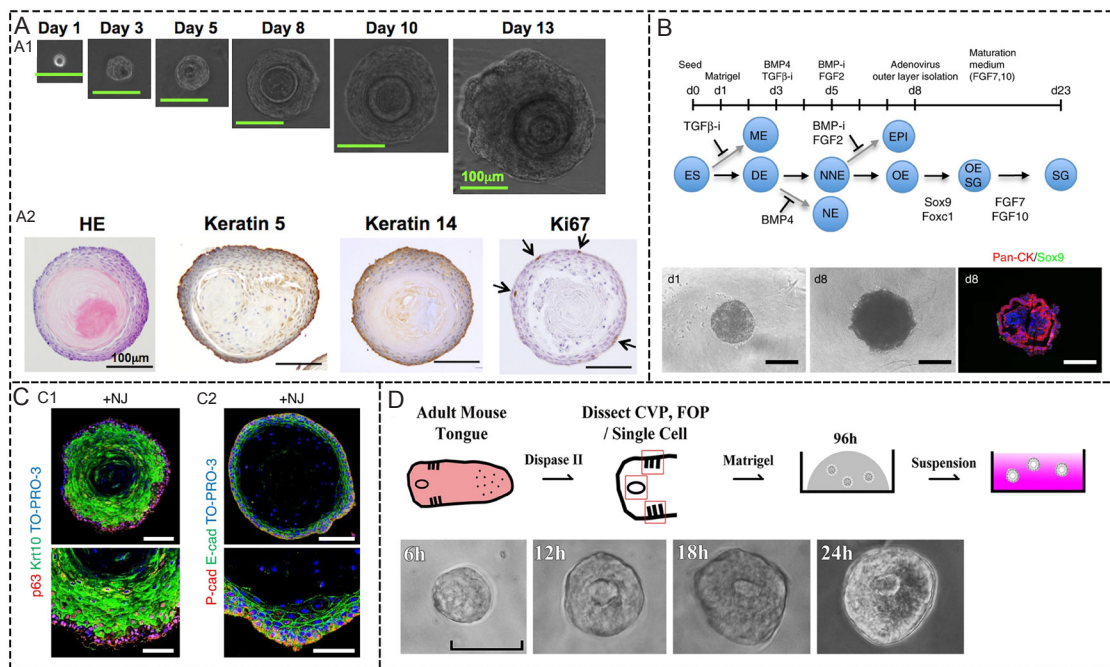 A
A1
Day 1
Day 3
Day 5
Day 8
Day 10
Day 13
100μm
A2
HE
Keratin 5
Keratin 14
Ki67
100μm
B
BMP4 BMP-i Adenovirus Maturation
Seed Matrigel TGFβ-i FGF2 outer layer isolation medium
(FGF7,10)
d0 d1 d3 d5 d8 d23
TGFβ-i
BMP-i
FGF2
ME
EPI
ES
DE
NNE
OE
OE
SG
SG
BMP4
NE
Sox9
Foxc1
FGF7
FGF10
d1
d8
Pan-CK/Sox9
d8
C
C1
+NJ
C2
+NJ
p63 Krt10 TO-PRO-3
P-cad E-cad TO-PRO-3
D
Adult Mouse
Tongue
Dispase II
Dissect CVP, FOP
/ Single Cell
Matrigel
96h
Suspension
6h
12h
18h
24h